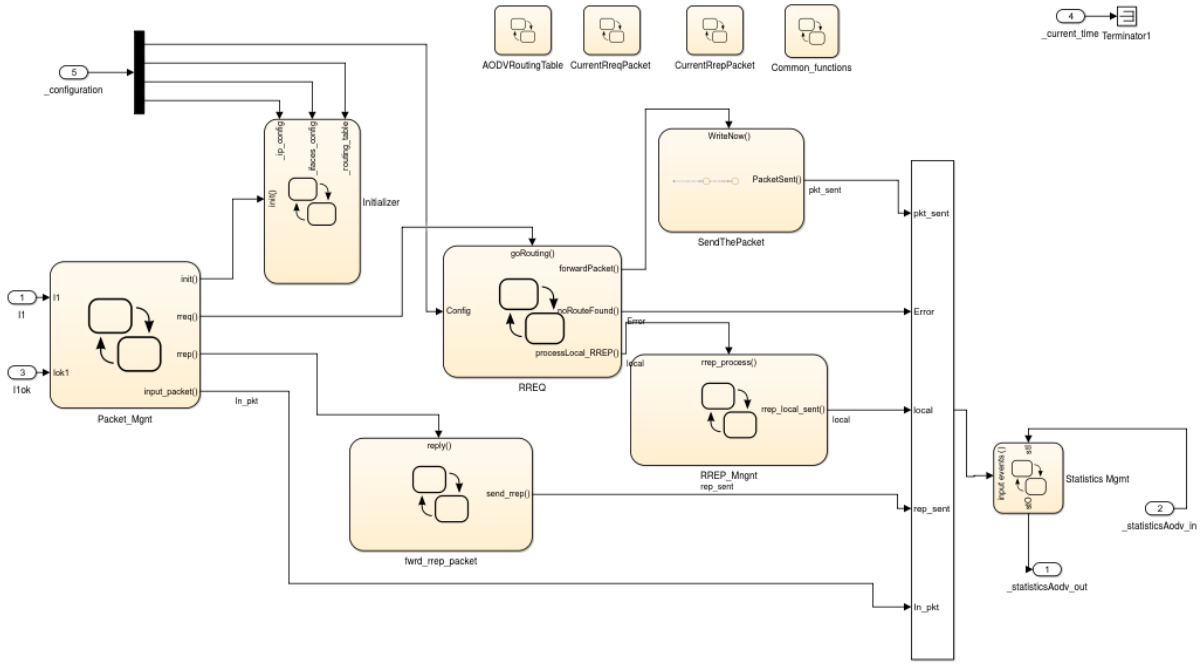 4
_current_time
Terminator1
AODVRoutingTable
CurrentRreqPacket
CurrentRrepPacket
Common_functions
5
_configuration
_ip_config
_ifaces_config
_routing_table
init()
Initializer
WriteNow()
PacketSent()
pkt_sent
SendThePacket
pkt_sent
goRouting()
forwardPacket()
Config
noRouteFound()
Error
processLocal_RREP()
local
RREQ
Error
1
I1
3
I1ok
I1
Iok1
init()
rreq()
rrep()
input_packet()
In_pkt
Packet_Mgnt
rrep_process()
rrep_local_sent()
local
RREP_Mngnt
local
reply()
send_rrep()
rep_sent
fwrd_rrep_packet
rep_sent
In_pkt
input events()
stI
stO
Statistics Mgmt
2
_statisticsAodv_in
1
_statisticsAodv_out